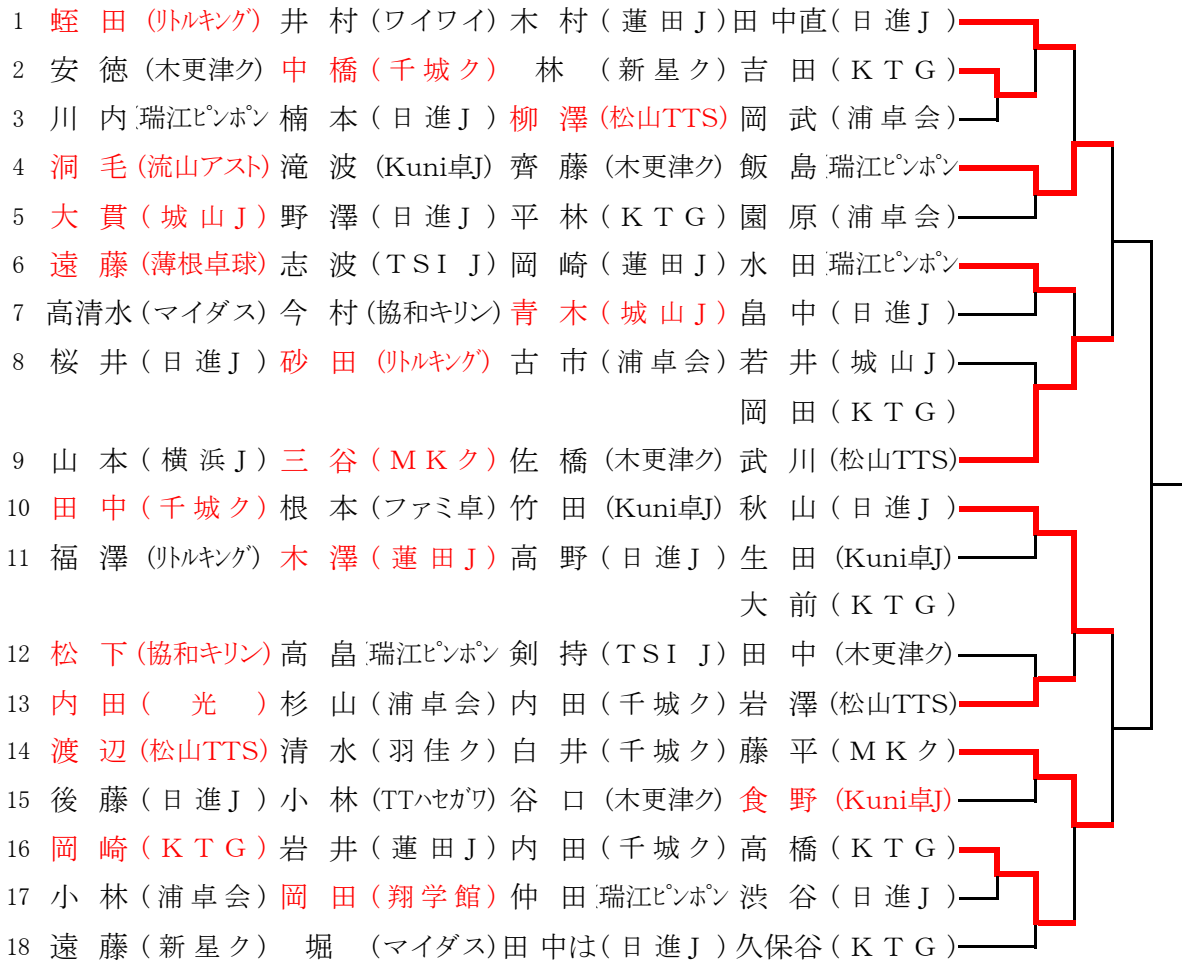 1 蛭 田 (リトルキング) 井 村 (ワイワイ) 木 村 ( 蓮 田 J ) 田 中直( 日 進 J )
2 安 徳 (木更津ク) 中 橋 ( 千 城 ク ) 林 ( 新 星 ク ) 吉 田 ( K T G )
3 川 内 瑞江ピンポン 楠 本 ( 日 進 J ) 柳 澤 (松山TTS) 岡 武 ( 浦 卓 会 )
4 洞 毛 (流山アスト) 滝 波 (Kuni卓J) 齊 藤 (木更津ク) 飯 島 瑞江ピンポン
5 大 貫 ( 城 山 J ) 野 澤 ( 日 進 J ) 平 林 ( K T G ) 園 原 ( 浦 卓 会 )
6 遠 藤 (薄根卓球) 志 波 ( T S I J ) 岡 崎 ( 蓮 田 J ) 水 田 瑞江ピンポン
7 高清水 (マイダス) 今 村 (協和キリン) 青 木 ( 城 山 J ) 畠 中 ( 日 進 J )
8 桜 井 ( 日 進 J ) 砂 田 (リトルキング) 古 市 ( 浦 卓 会 ) 若 井 ( 城 山 J )
岡 田 ( K T G )
9 山 本 ( 横 浜 J ) 三 谷 ( M K ク ) 佐 橋 (木更津ク) 武 川 (松山TTS)
10 田 中 ( 千 城 ク ) 根 本 (ファミ卓) 竹 田 (Kuni卓J) 秋 山 ( 日 進 J )
11 福 澤 (リトルキング) 木 澤 ( 蓮 田 J ) 高 野 ( 日 進 J ) 生 田 (Kuni卓J)
大 前 ( K T G )
12 松 下 (協和キリン) 高 畠 瑞江ピンポン 剣 持 ( T S I J ) 田 中 (木更津ク)
13 内 田 ( 光 ) 杉 山 ( 浦 卓 会 ) 内 田 ( 千 城 ク ) 岩 澤 (松山TTS)
14 渡 辺 (松山TTS) 清 水 ( 羽 佳 ク ) 白 井 ( 千 城 ク ) 藤 平 ( M K ク )
15 後 藤 ( 日 進 J ) 小 林 (TTハセガワ) 谷 口 (木更津ク) 食 野 (Kuni卓J)
16 岡 崎 ( K T G ) 岩 井 ( 蓮 田 J ) 内 田 ( 千 城 ク ) 高 橋 ( K T G )
17 小 林 ( 浦 卓 会 ) 岡 田 ( 翔 学 館 ) 仲 田 瑞江ピンポン 渋 谷 ( 日 進 J )
18 遠 藤 ( 新 星 ク ) 堀 (マイダス) 田 中は( 日 進 J ) 久保谷 ( K T G )